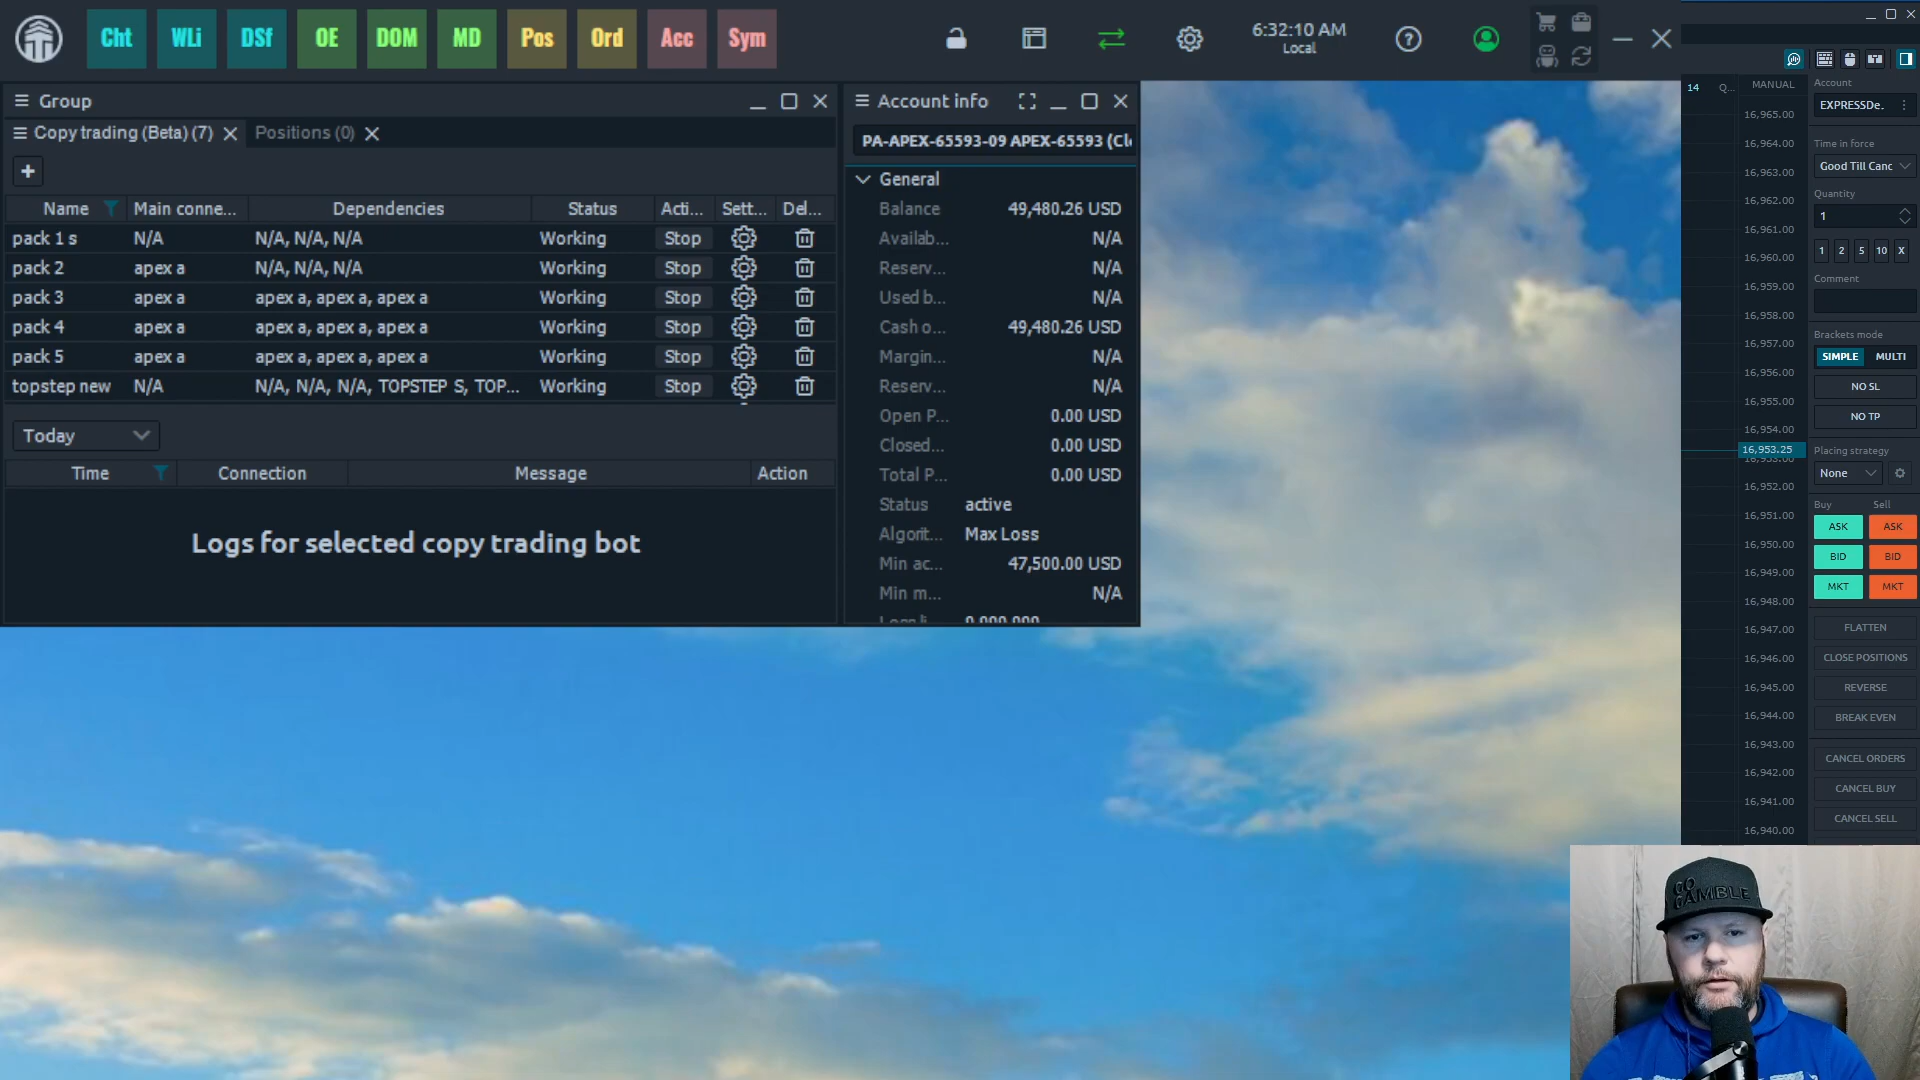 Cht WLi DSf OE DOM MD Pos Ord Acc Sym
6:32:10 AM
Local
Group
Copy trading (Beta) (7)
Positions (0)
Name
Main conne...
Dependencies
Status
Acti...
Sett...
Del...
pack 1 s N/A N/A, N/A, N/A Working Stop
pack 2 apex a N/A, N/A, N/A Working Stop
pack 3 apex a apex a, apex a, apex a Working Stop
pack 4 apex a apex a, apex a, apex a Working Stop
pack 5 apex a apex a, apex a, apex a Working Stop
topstep new N/A N/A, N/A, N/A, TOPSTEP S, TOP... Working Stop
Today
Time Connection Message Action
Logs for selected copy trading bot
Account info
PA-APEX-65593-09 APEX-65593 (Cl
General
Balance 49,480.26 USD
Availab... N/A
Reserv... N/A
Used b... N/A
Cash o... 49,480.26 USD
Margin... N/A
Reserv... N/A
Open P... 0.00 USD
Closed... 0.00 USD
Total P... 0.00 USD
Status active
Algorit... Max Loss
Min ac... 47,500.00 USD
Min m... N/A
14 Q... MANUAL
16,965.00
16,964.00
16,963.00
16,962.00
16,961.00
16,960.00
16,959.00
16,958.00
16,957.00
16,956.00
16,955.00
16,954.00
16,953.25
16,952.00
16,951.00
16,950.00
16,949.00
16,948.00
16,947.00
16,946.00
16,945.00
16,944.00
16,943.00
16,942.00
16,941.00
16,940.00
Account
EXPRESSDe..
Time in force
Good Till Canc
Quantity
1
1 2 5 10 X
Comment
Brackets mode
SIMPLE MULTI
NO SL
NO TP
Placing strategy
None
Buy Sell
ASK ASK
BID BID
MKT MKT
FLATTEN
CLOSE POSITIONS
REVERSE
BREAK EVEN
CANCEL ORDERS
CANCEL BUY
CANCEL SELL
GO
GAMBLE